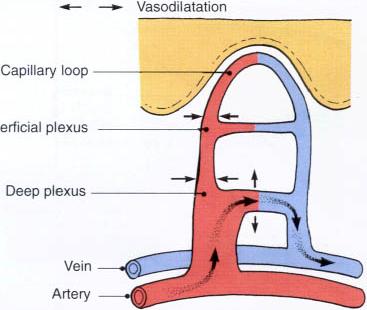 Vasodilatation
Capillary loop
erficial plexus
Deep plexus
Vein
Artery